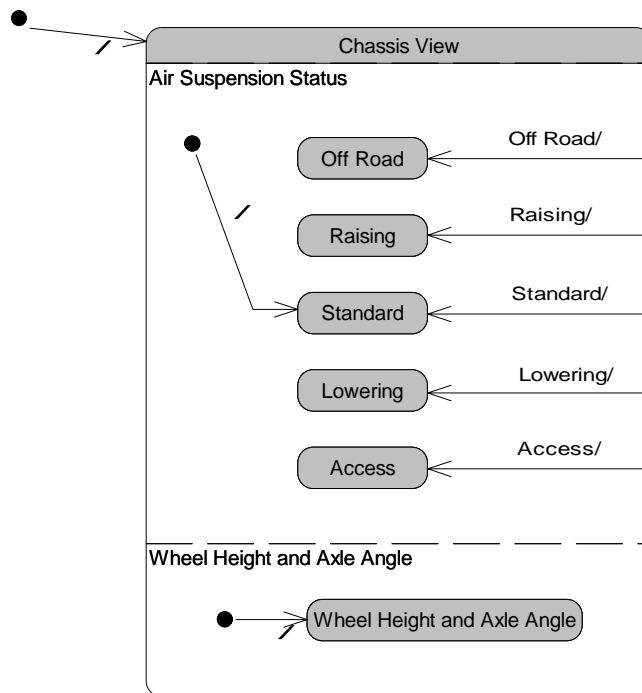 /
Chassis View
Air Suspension Status
Off Road
Off Road/
/
Raising
Raising/
Standard
Standard/
Lowering
Lowering/
Access
Access/
Wheel Height and Axle Angle
/
Wheel Height and Axle Angle